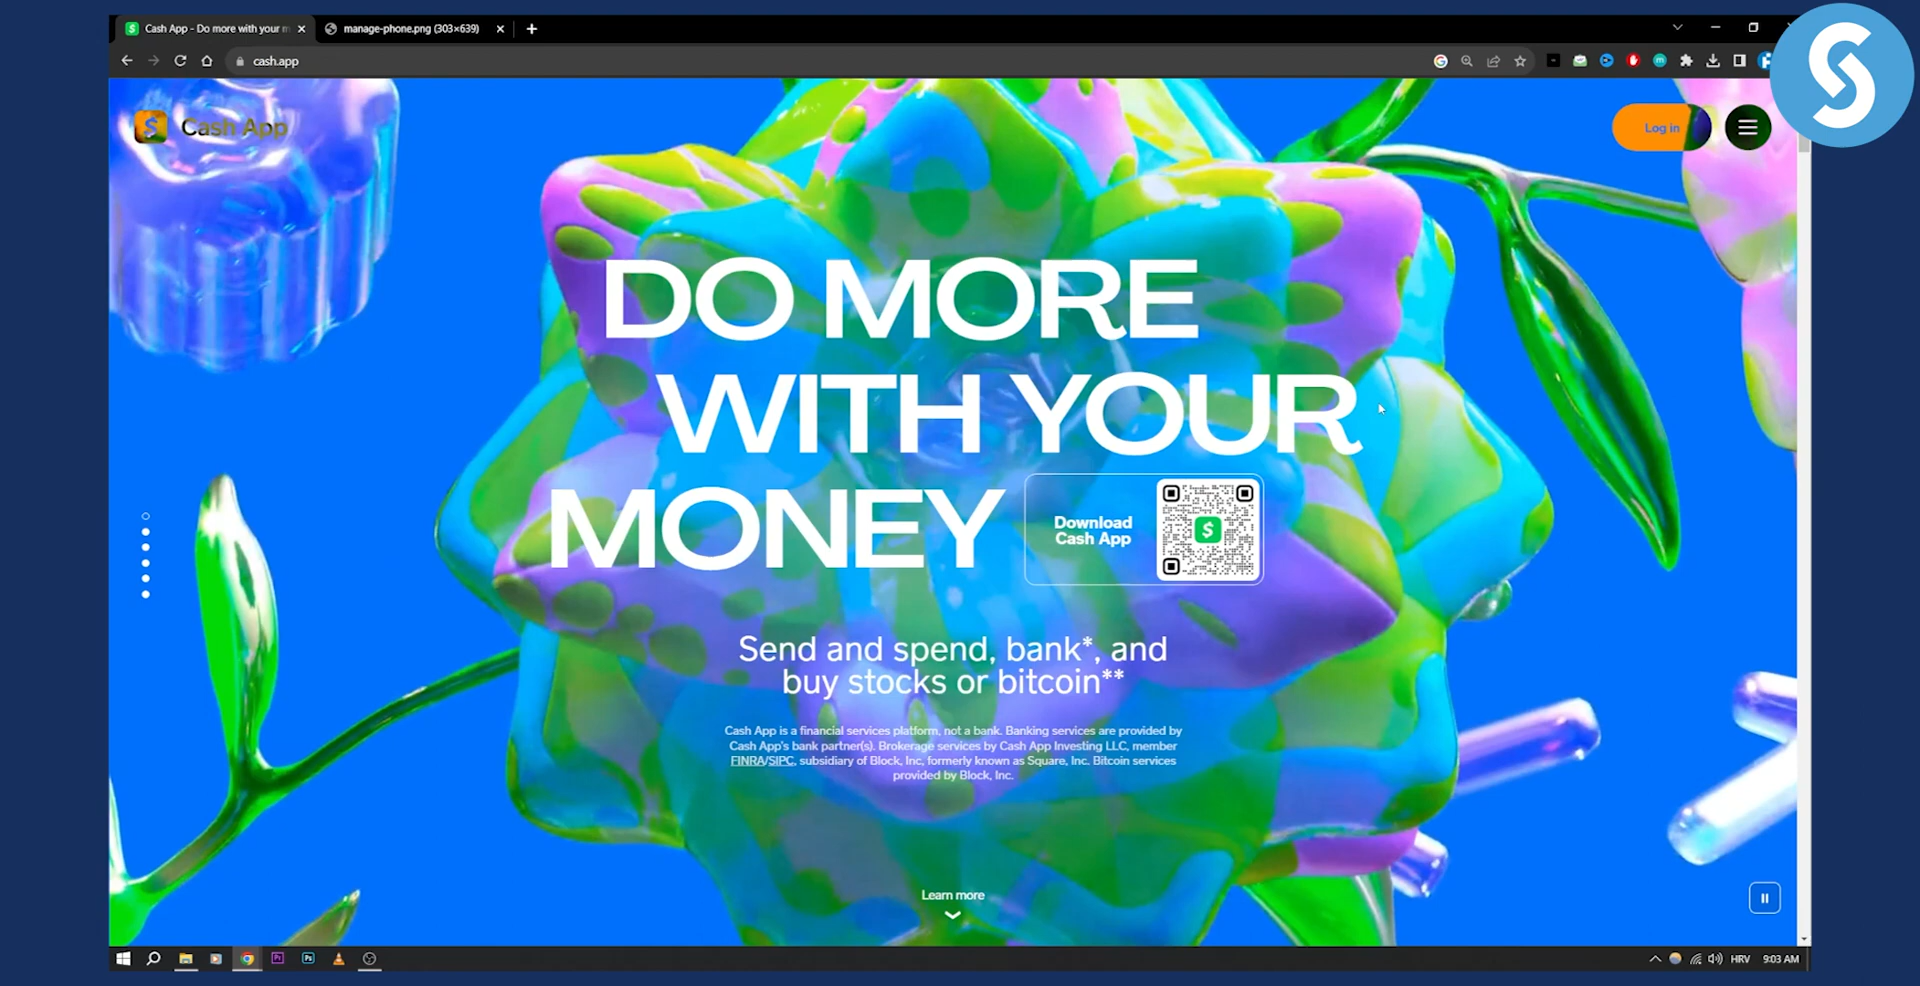 Cash App - Do more with your m
manage-phone.png (303×639)
cash.app
Cash App
Log in
DO MORE
WITH YOUR
MONEY
Download
Cash App
Send and spend, bank*, and
buy stocks or bitcoin**
Cash App is a financial services platform, not a bank. Banking services are provided by
Cash App's bank partner(s). Brokerage services by Cash App Investing LLC, member
FINRA/SIPC, subsidiary of Block, Inc, formerly known as Square, Inc. Bitcoin services
provided by Block, Inc.
Learn more
HRV 9:03 AM